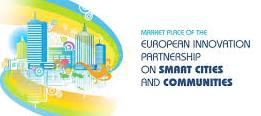 MARKET PLACE OF THE
EUROPEAN INNOVATION
PARTNERSHIP
ON SMART CITIES
AND COMMUNITIES